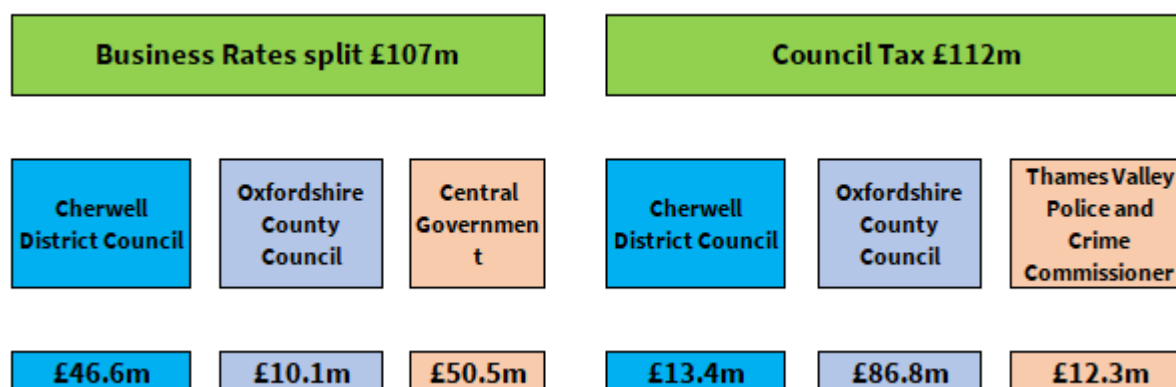 Business Rates split £107m
Council Tax £112m
Cherwell
District Council
Oxfordshire
County
Council
Central
Governmen
t
Cherwell
District Council
Oxfordshire
County
Council
Thames Valley
Police and
Crime
Commissioner
£46.6m
£10.1m
£50.5m
£13.4m
£86.8m
£12.3m